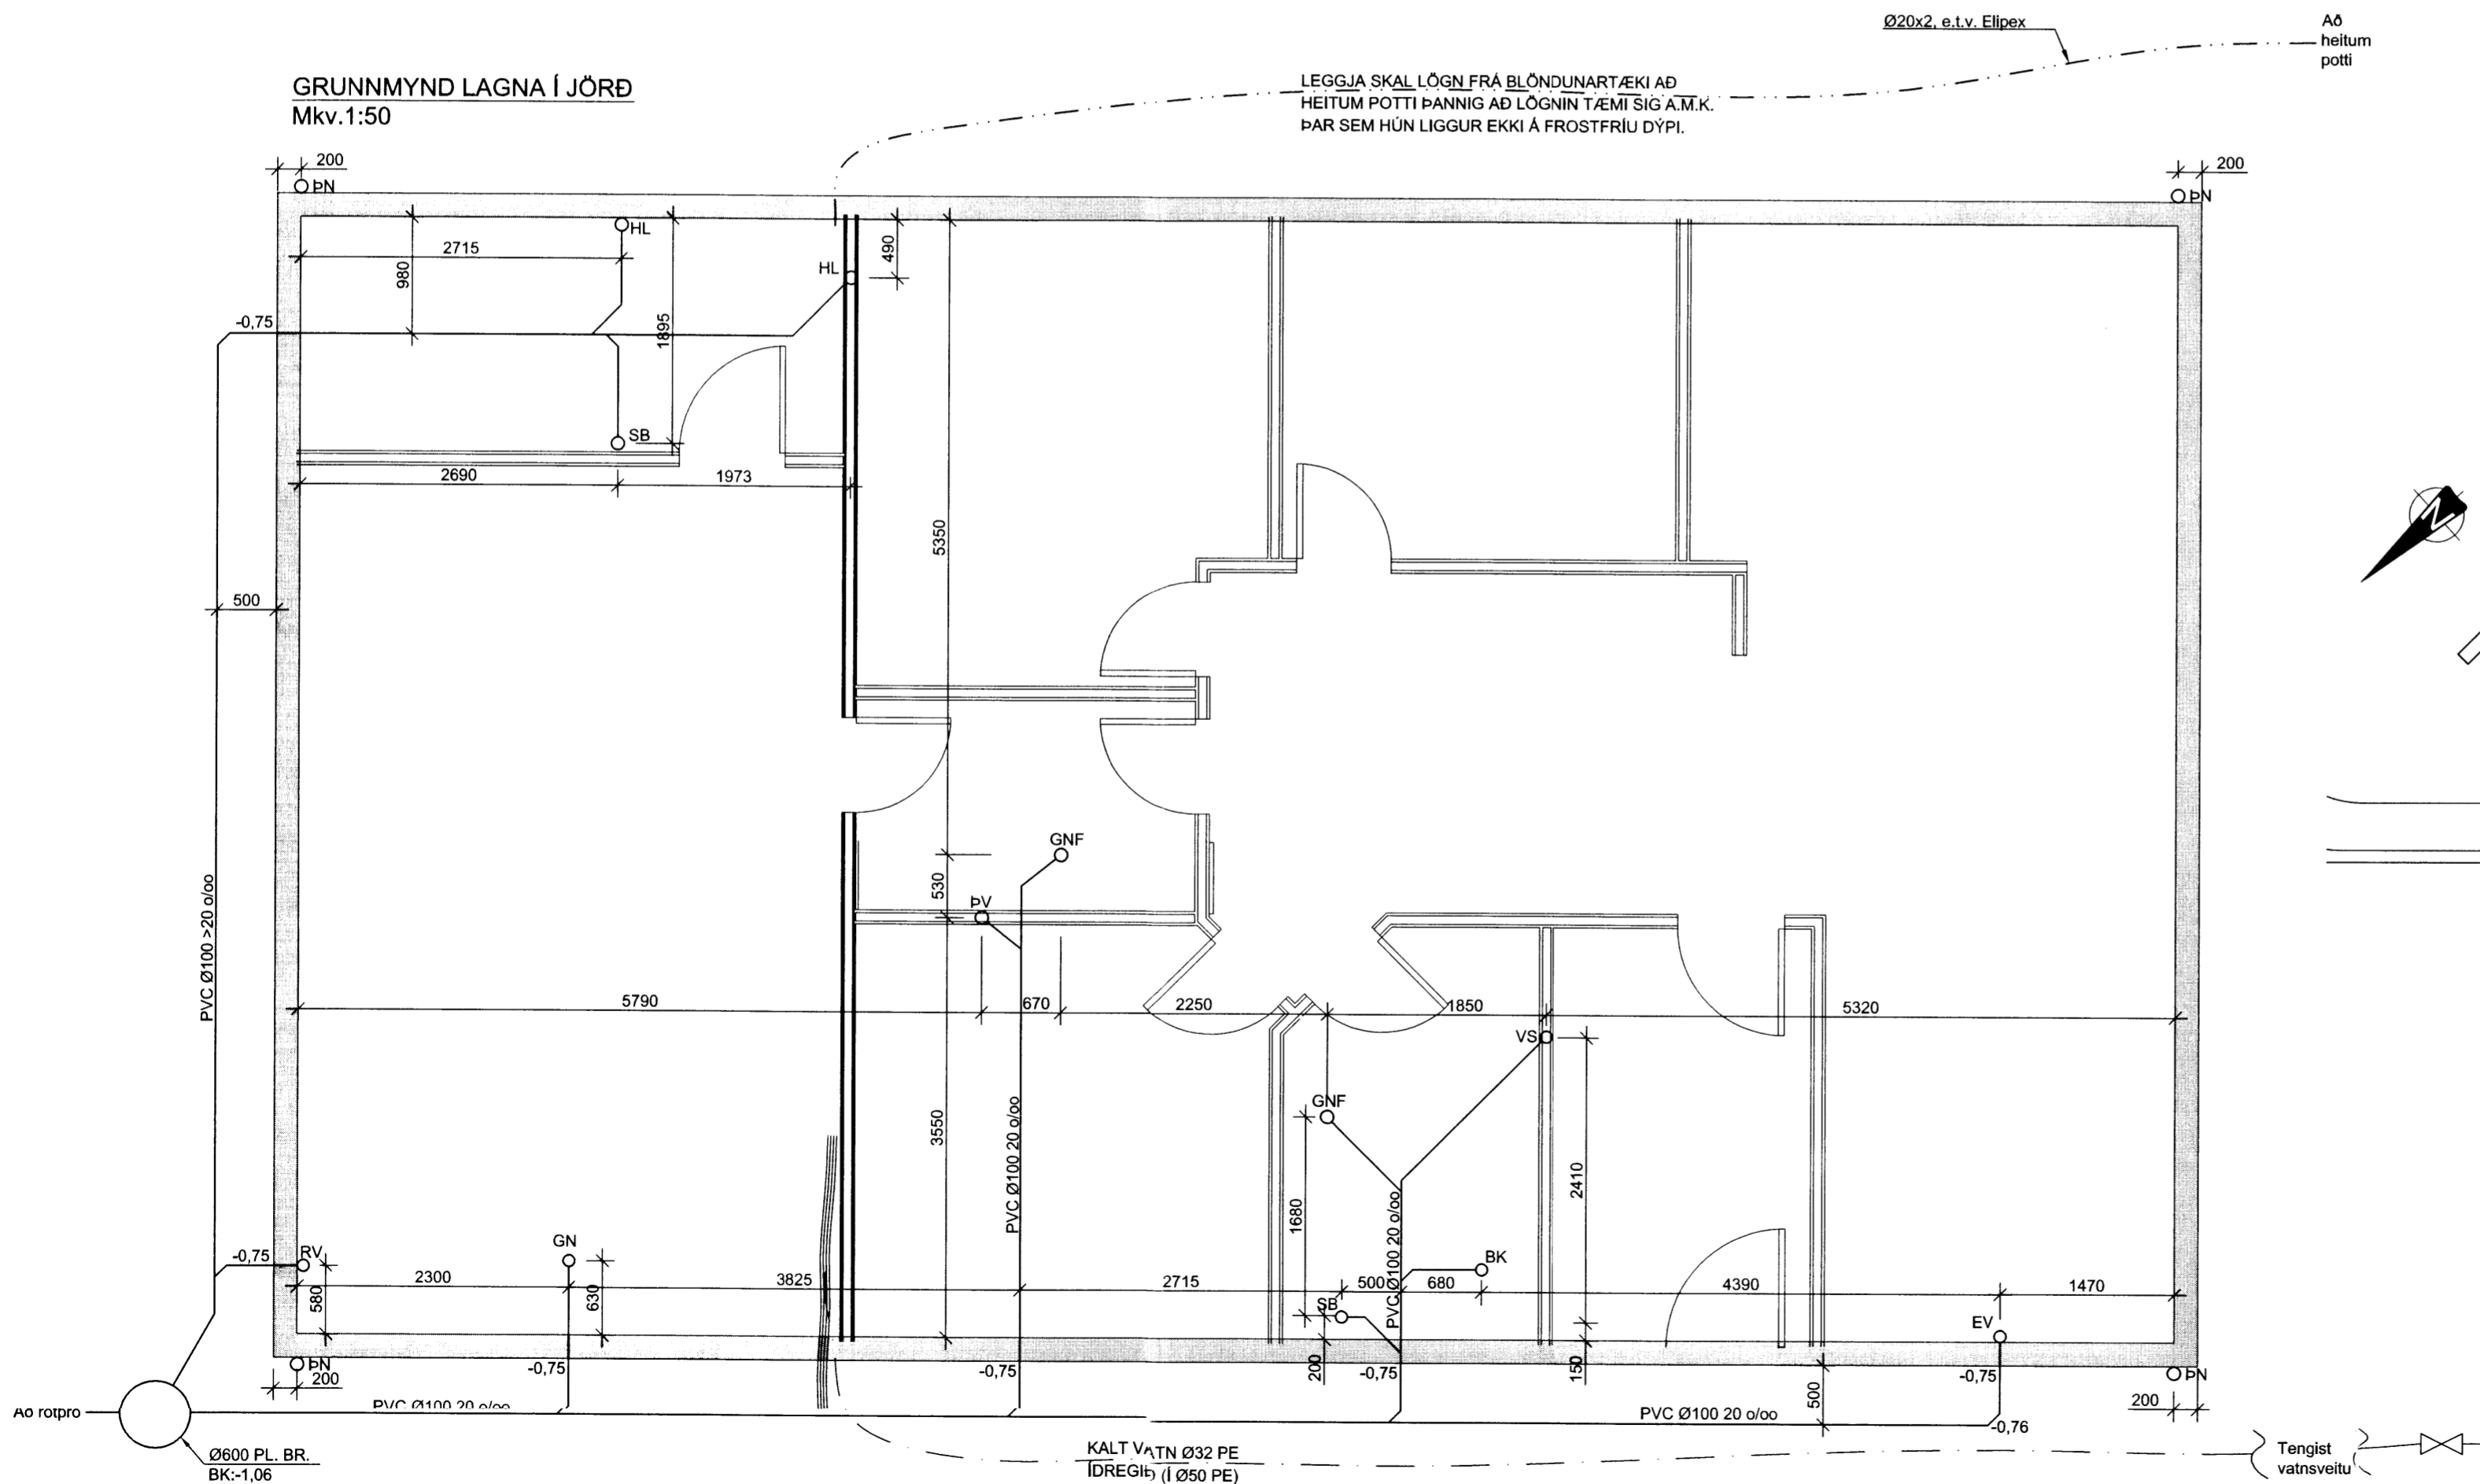 Ø20x2, e.t.v. Elipex
Að
heitum
potti
GRUNNMYND LAGNA Í JÖRÐ
Mkv.1:50
LEGGJA SKAL LÖGN FRÁ BLÖNDUNARTÆKI AÐ
HEITUM POTTI ÞANNIG AÐ LÖGNIN TÆMI SIG A.M.K.
ÞAR SEM HÚN LIGGUR EKKI Á FROSTFRÍU DÝPI.
200
ÞN
200
ÞN
HL
2715
980
HL
490
-0,75
1895
SB
2690
1973
5350
N
500
GNF
530
ÞV
PVC Ø100 >20 o/oo
5790
670
2250
1850
5320
VS
GNF
3550
PVC Ø100 20 o/oo
2410
1680
PVC Ø100 20 o/oo
-0,75
RV
GN
BK
2300
3825
2715
500
680
4390
1470
580
630
SB
EV
ÞN
200
-0,75
-0,75
200
-0,75
150
-0,75
ÞN
500
200
Að rotpro
PVC Ø100 20 o/oo
PVC Ø100 20 o/oo
-0,76
Ø600 PL. BR.
BK:-1,06
KALT VATN Ø32 PE
ÍDREGIÐ (Í Ø50 PE)
Tengist
vatnsveitu